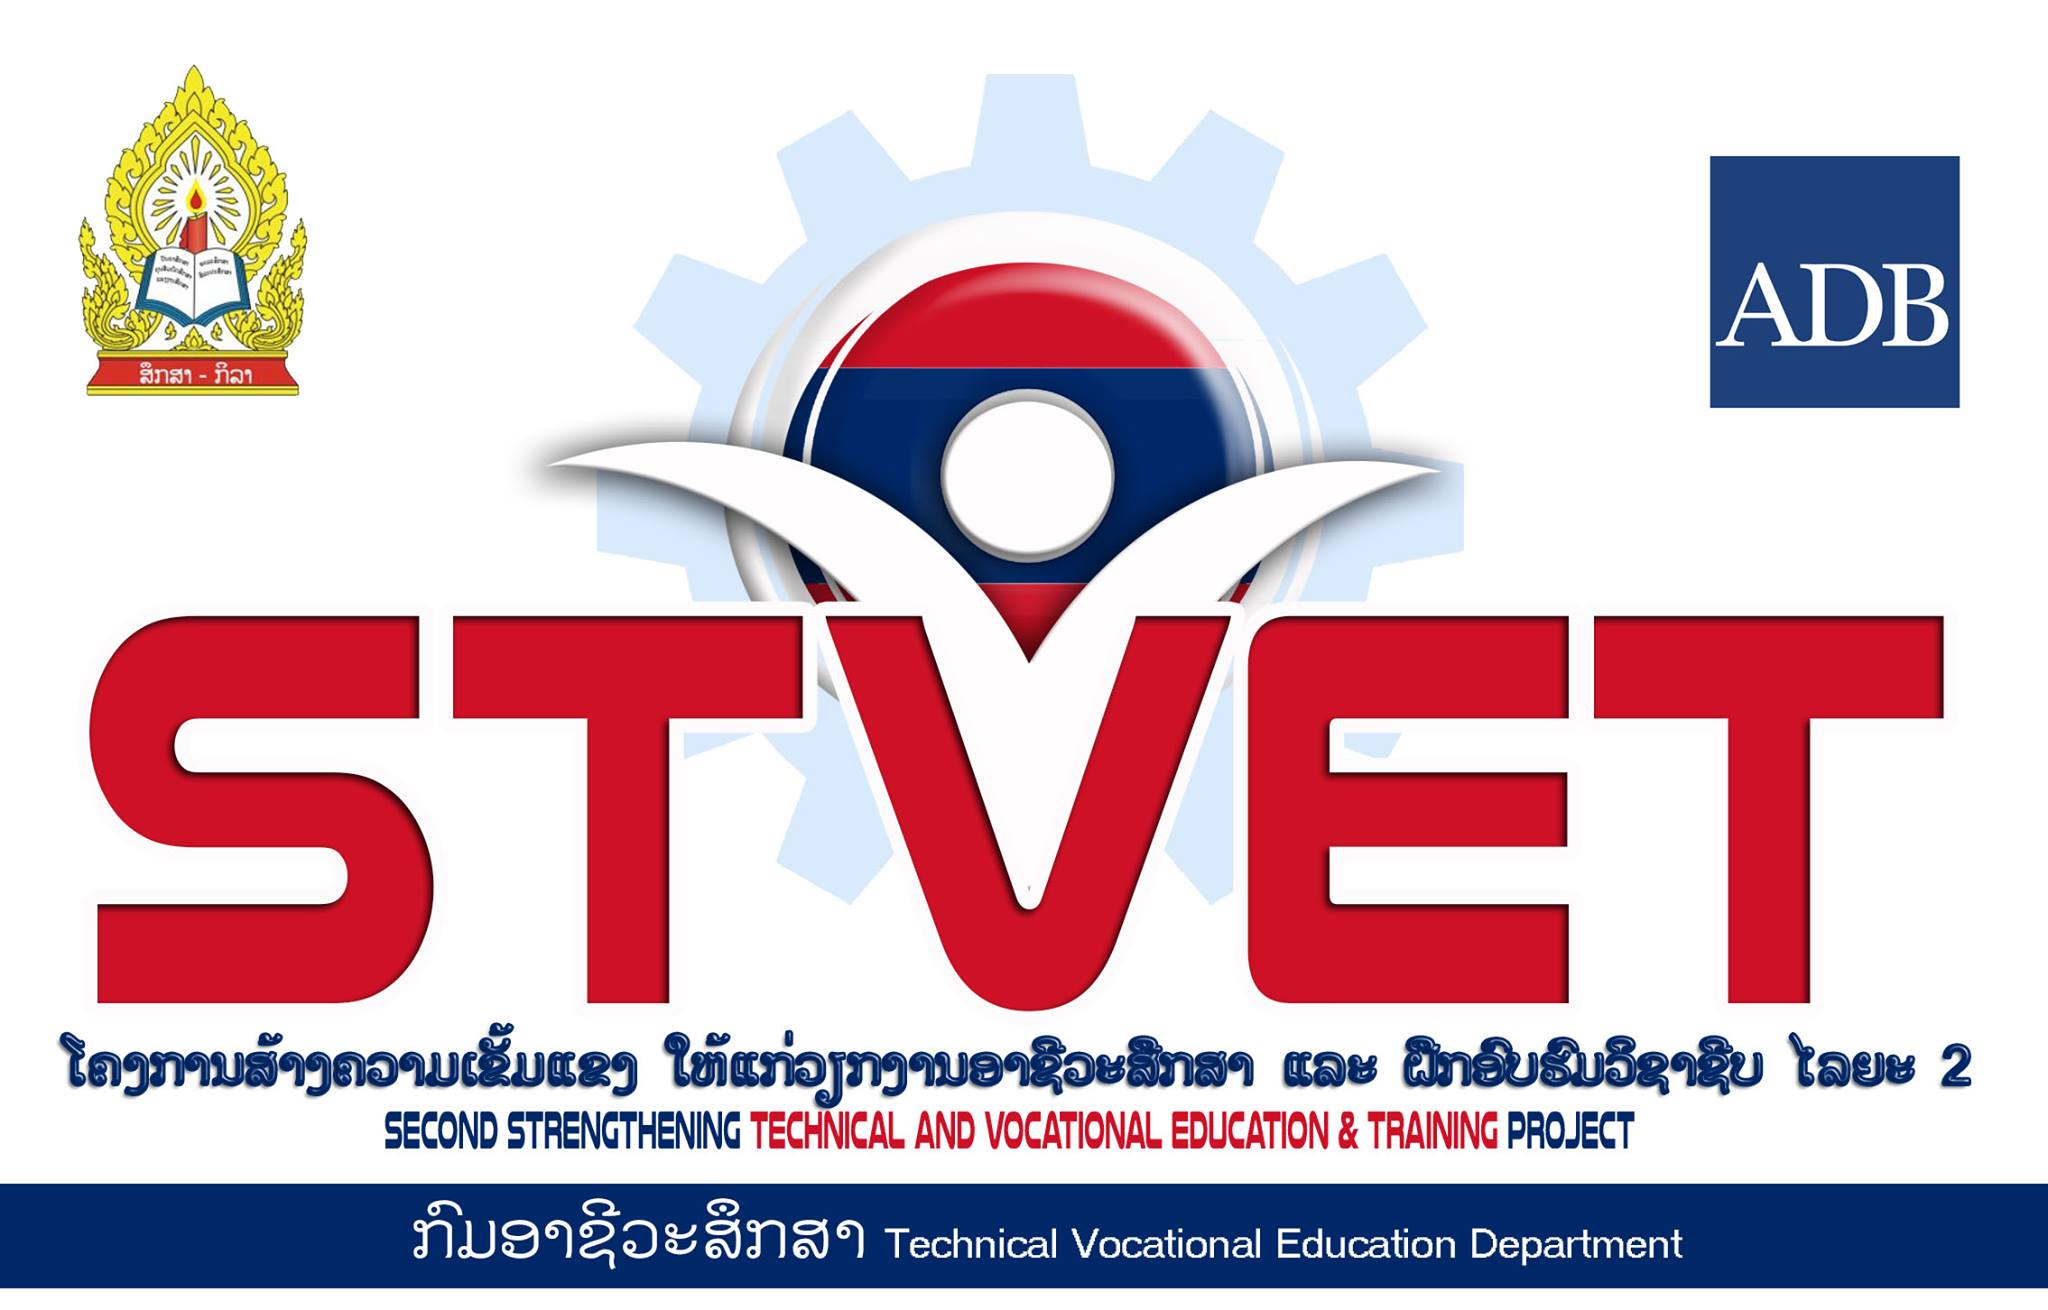 ສຶກສາ - ກິລາ
ADB
STVET
ໂຄງການສ້າງຄວາມເຂັ້ມແຂງ ໃຫ້ແກ່ວຽກງານອາຊີວະສຶກສາ ແລະ ຝຶກອົບຮົມວິຊາຊີບ ໄລຍະ 2
SECOND STRENGTHENING TECHNICAL AND VOCATIONAL EDUCATION & TRAINING PROJECT
ກົມອາຊີວະສຶກສາ Technical Vocational Education Department